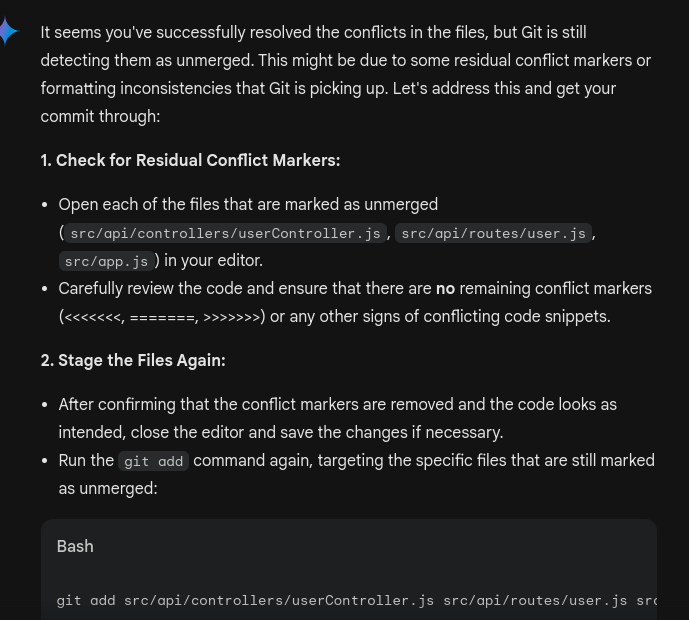 It seems you've successfully resolved the conflicts in the files, but Git is still
detecting them as unmerged. This might be due to some residual conflict markers or
formatting inconsistencies that Git is picking up. Let's address this and get your
commit through:
1. Check for Residual Conflict Markers:
• Open each of the files that are marked as unmerged
(src/api/controllers/userController.js, src/api/routes/user.js,
src/app.js) in your editor.
• Carefully review the code and ensure that there are no remaining conflict markers
(<<<<<<<, =======, >>>>>>>) or any other signs of conflicting code snippets.
2. Stage the Files Again:
• After confirming that the conflict markers are removed and the code looks as
intended, close the editor and save the changes if necessary.
• Run the git add command again, targeting the specific files that are still marked
as unmerged:
Bash
git add src/api/controllers/userController.js src/api/routes/user.js src